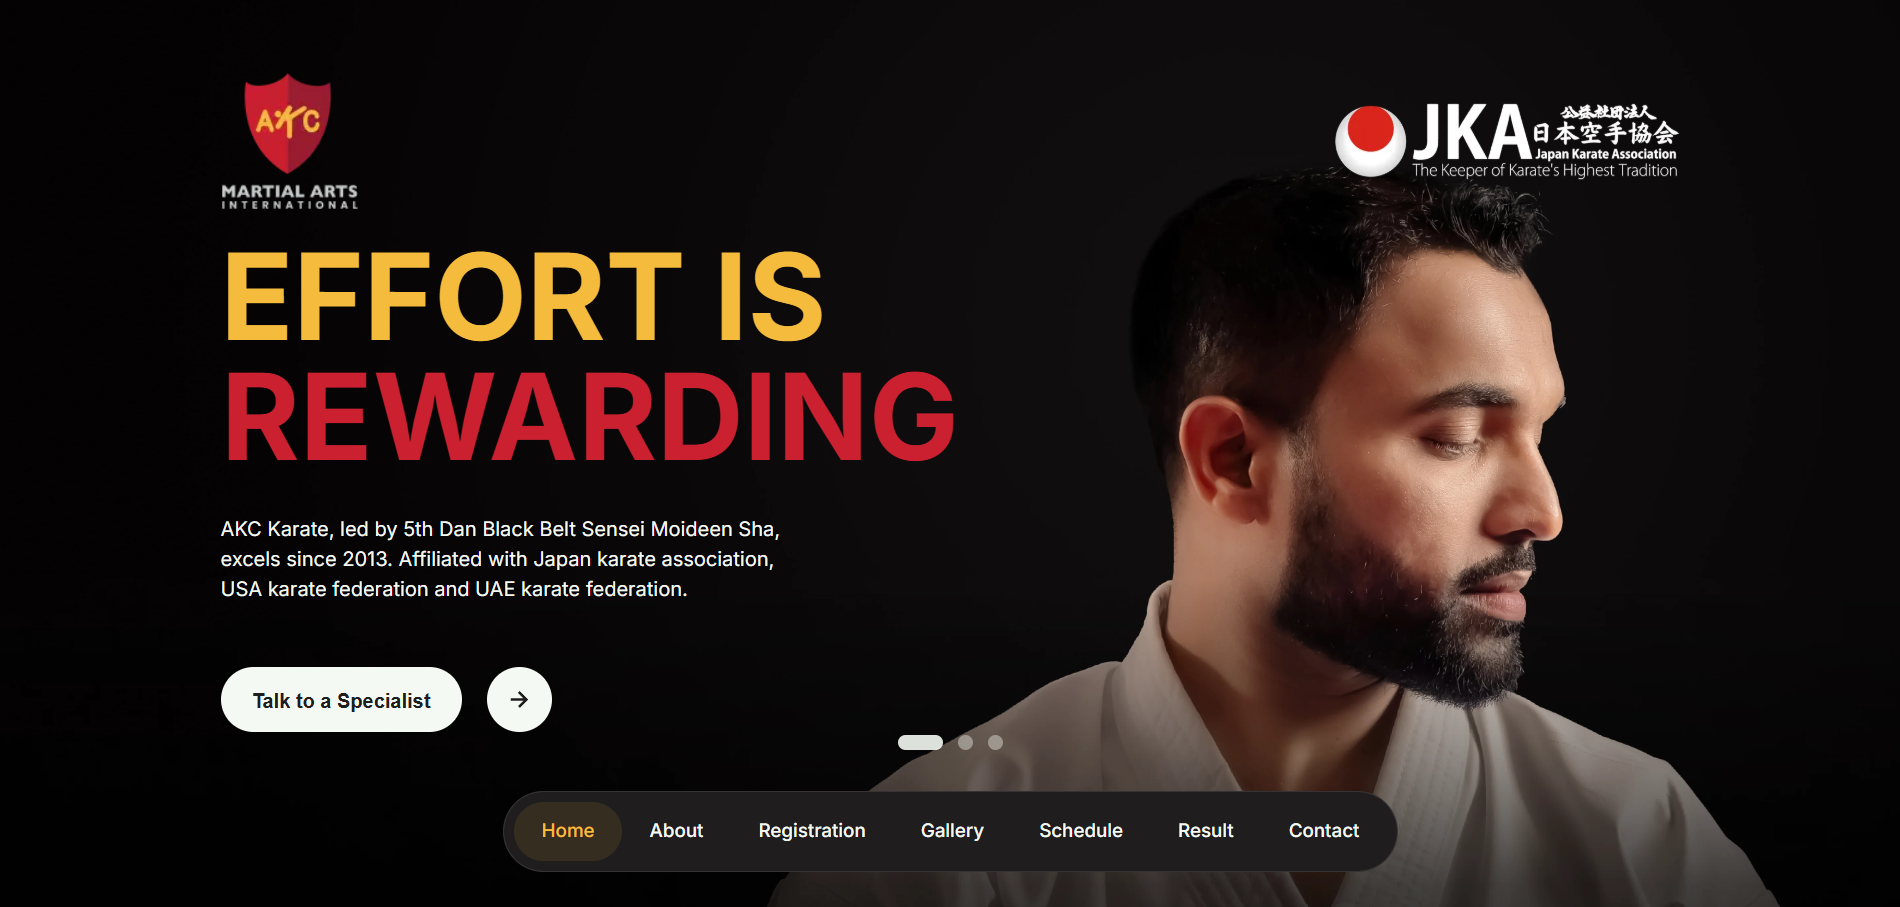 AKC
MARTIAL ARTS
INTERNATIONAL
JKA
公益社団法人
日本空手協会
Japan Karate Association
The Keeper of Karate's Highest Tradition
EFFORT IS
REWARDING
AKC Karate, led by 5th Dan Black Belt Sensei Moideen Sha,
excels since 2013. Affiliated with Japan karate association,
USA karate federation and UAE karate federation.
Talk to a Specialist
Home About Registration Gallery Schedule Result Contact